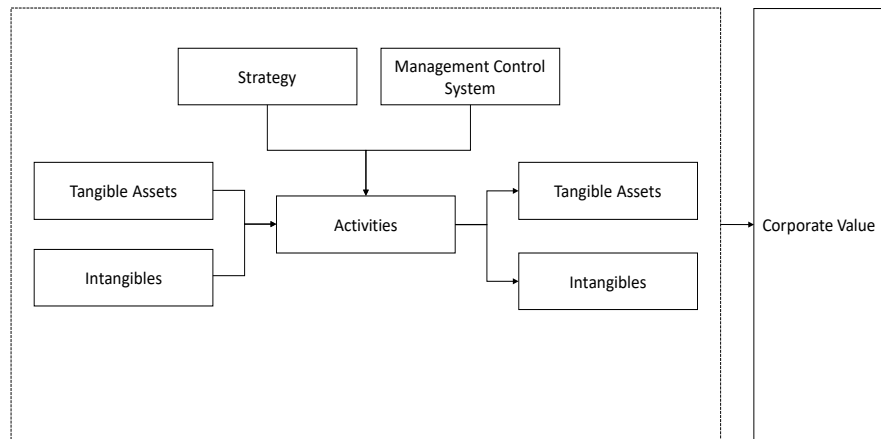 Strategy
Management Control
System
Tangible Assets
Activities
Tangible Assets
Corporate Value
Intangibles
Intangibles